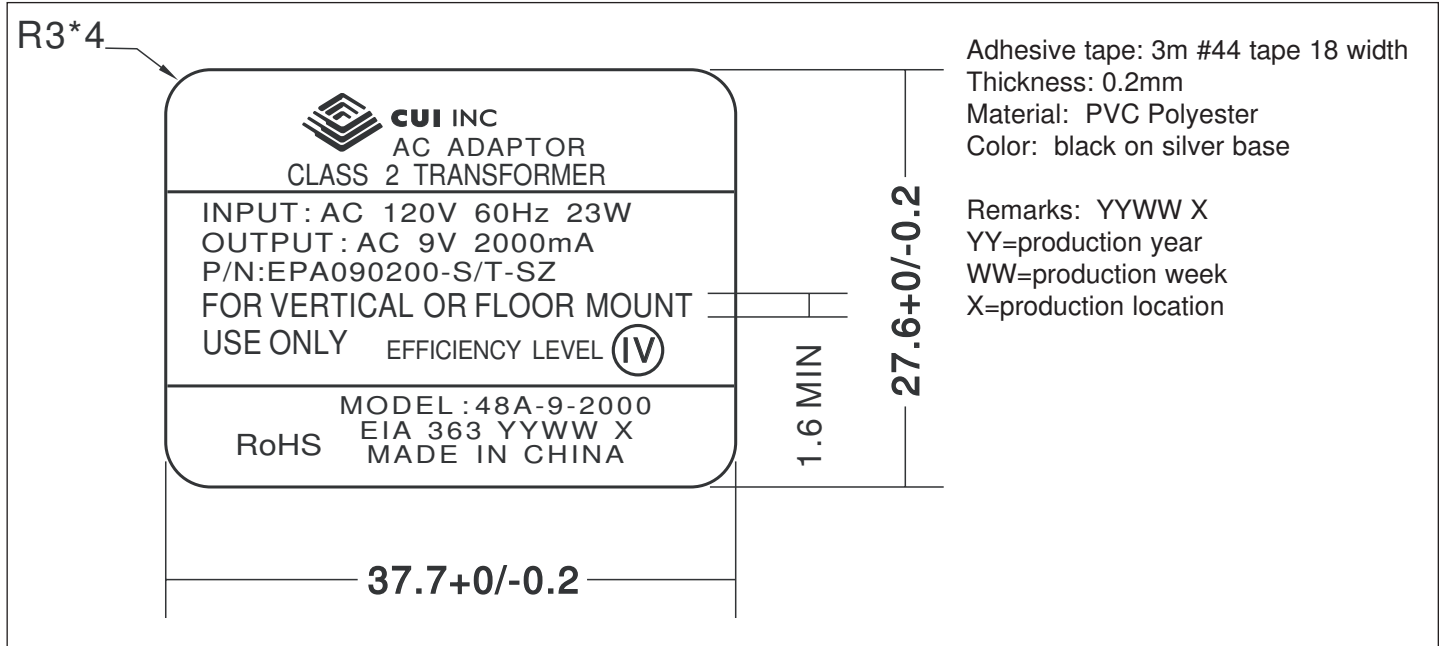 R3*4
CUI INC
AC ADAPTOR
CLASS 2 TRANSFORMER
INPUT: AC 120V 60Hz 23W
OUTPUT: AC 9V 2000mA
P/N:EPA090200-S/T-SZ
FOR VERTICAL OR FLOOR MOUNT
USE ONLY EFFICIENCY LEVEL IV
MODEL:48A-9-2000
EIA 363 YYWW X
RoHS
MADE IN CHINA
1.6 MIN
27.6+0/-0.2
37.7+0/-0.2
Adhesive tape: 3m #44 tape 18 width
Thickness: 0.2mm
Material: PVC Polyester
Color: black on silver base
Remarks: YYWW X
YY=production year
WW=production week
X=production location